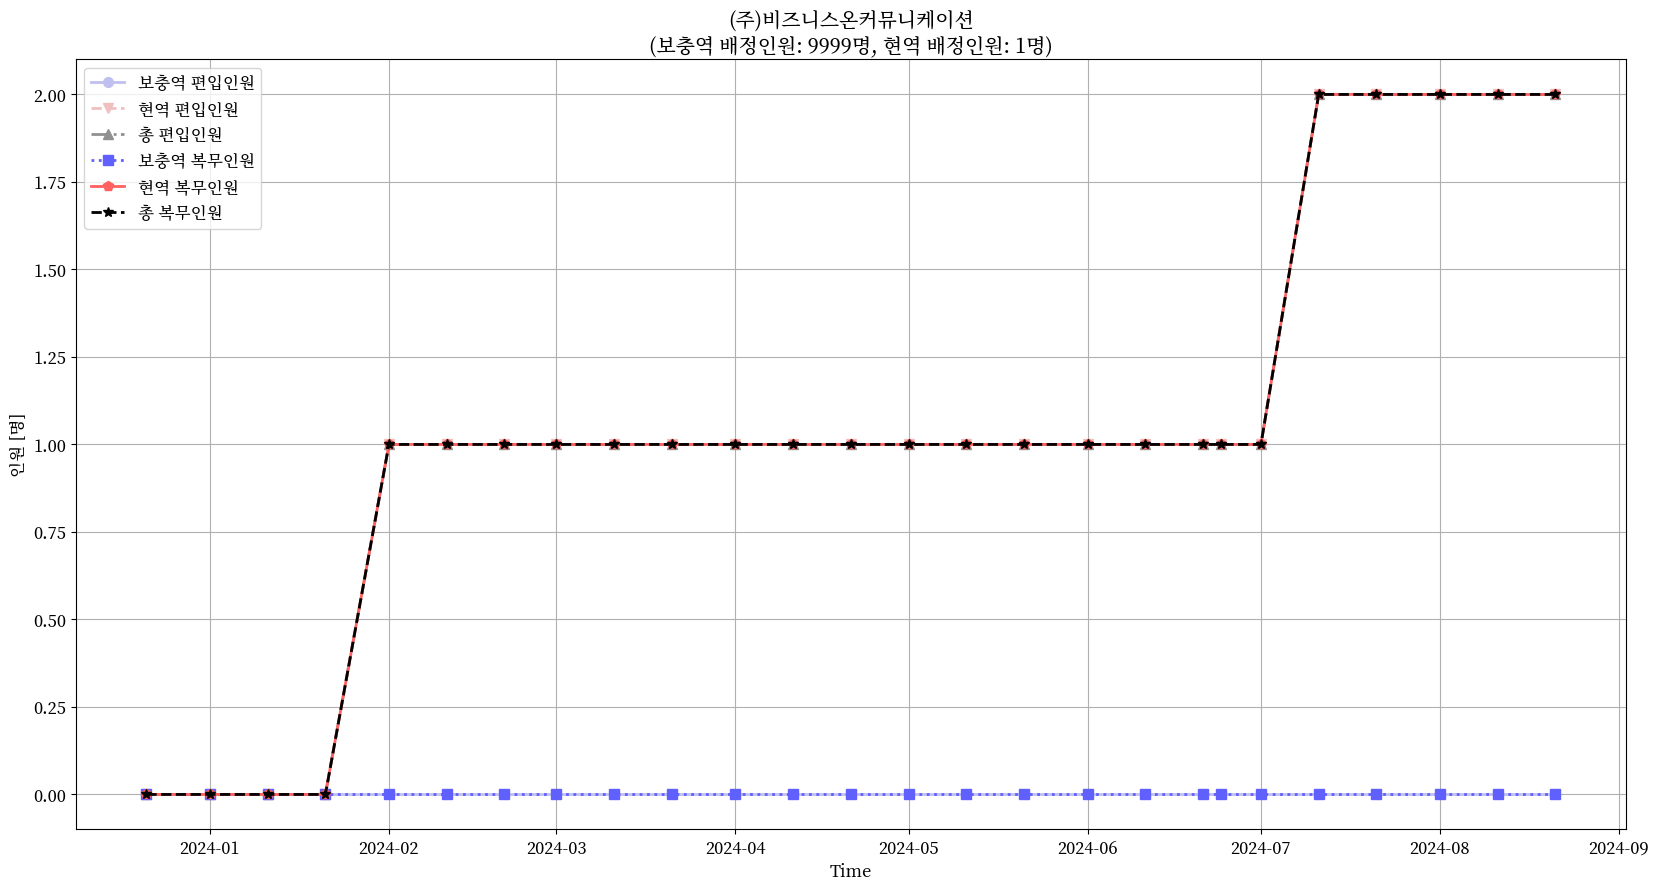 (주)비즈니스온커뮤니케이션
(보충역 배정인원: 9999명, 현역 배정인원: 1명)
보충역 편입인원
현역 편입인원
총 편입인원
보충역 복무인원
현역 복무인원
총 복무인원
2.00
1.75
1.50
1.25
1.00
0.75
0.50
0.25
0.00
인원 [명]
2024-01 2024-02 2024-03 2024-04 2024-05 2024-06 2024-07 2024-08 2024-09
Time